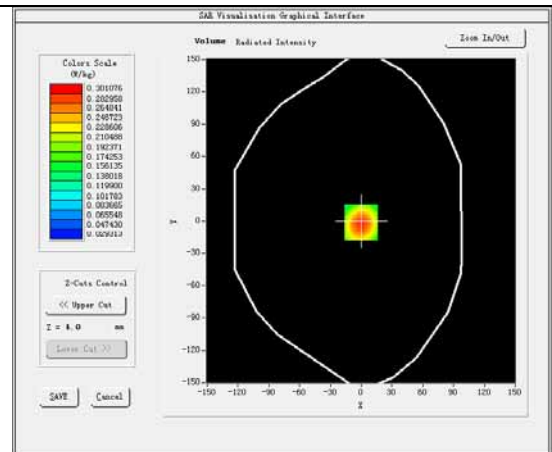 SAR Visualisation Graphical Interface
Volume Radiated Intensity
Zoom In/Out
Colors Scale
(W/kg)
0.301076
0.282958
0.264841
0.246723
0.228606
0.210488
0.192371
0.174253
0.156135
0.138018
0.119900
0.101783
0.083665
0.065548
0.047430
0.029313
150
120
90
60
30
0
-30
-60
-90
-120
-150
Y
-150 -120 -90 -60 -30 0 30 60 90 120 150
X
Z-Cuts Control
<< Upper Cut
Z = 4.0 mm
Lower Cut >>
SAVE Cancel